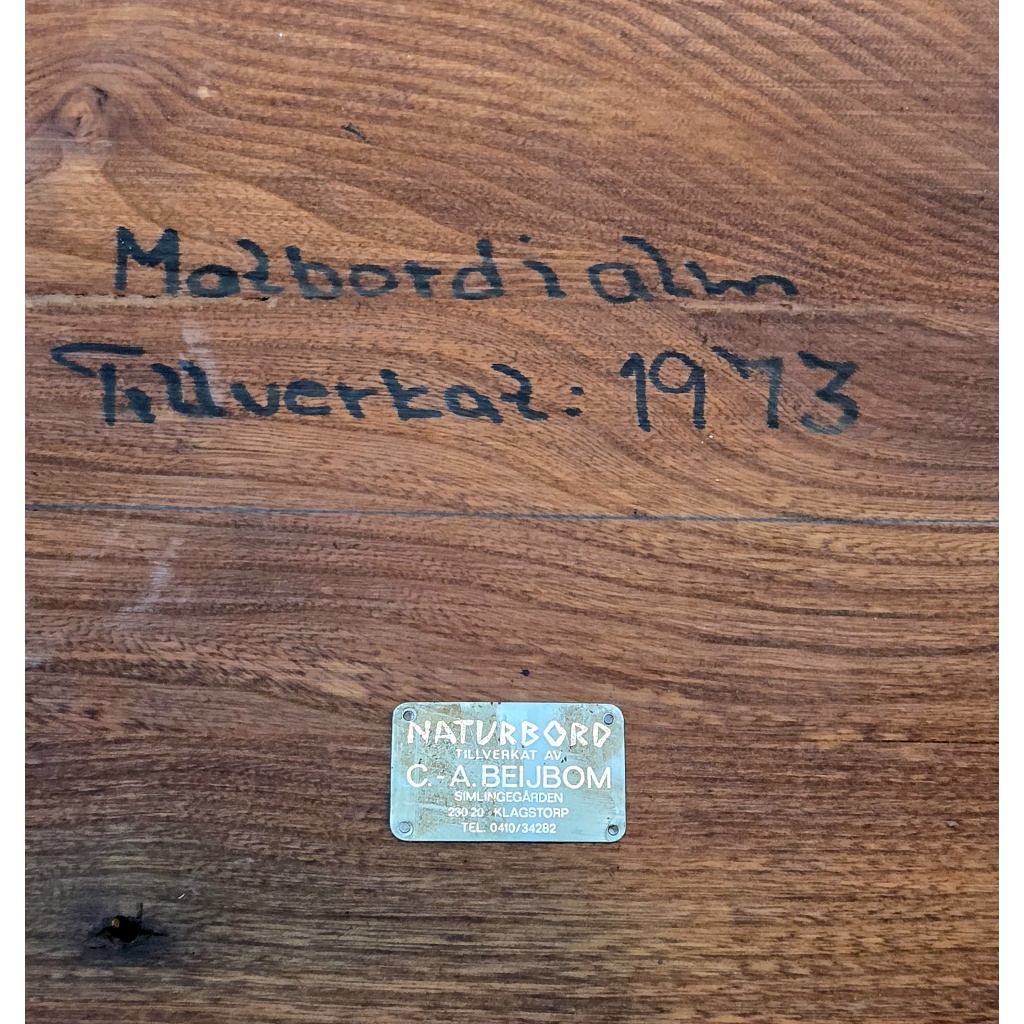 Matbord i alm
Tillverkat: 1973
NATURBORD
TILLVERKAT AV
C.-A. BEIJBOM
SIMLINGEGÅRDEN
230 20 KLAGSTORP
TEL. 0410/34282